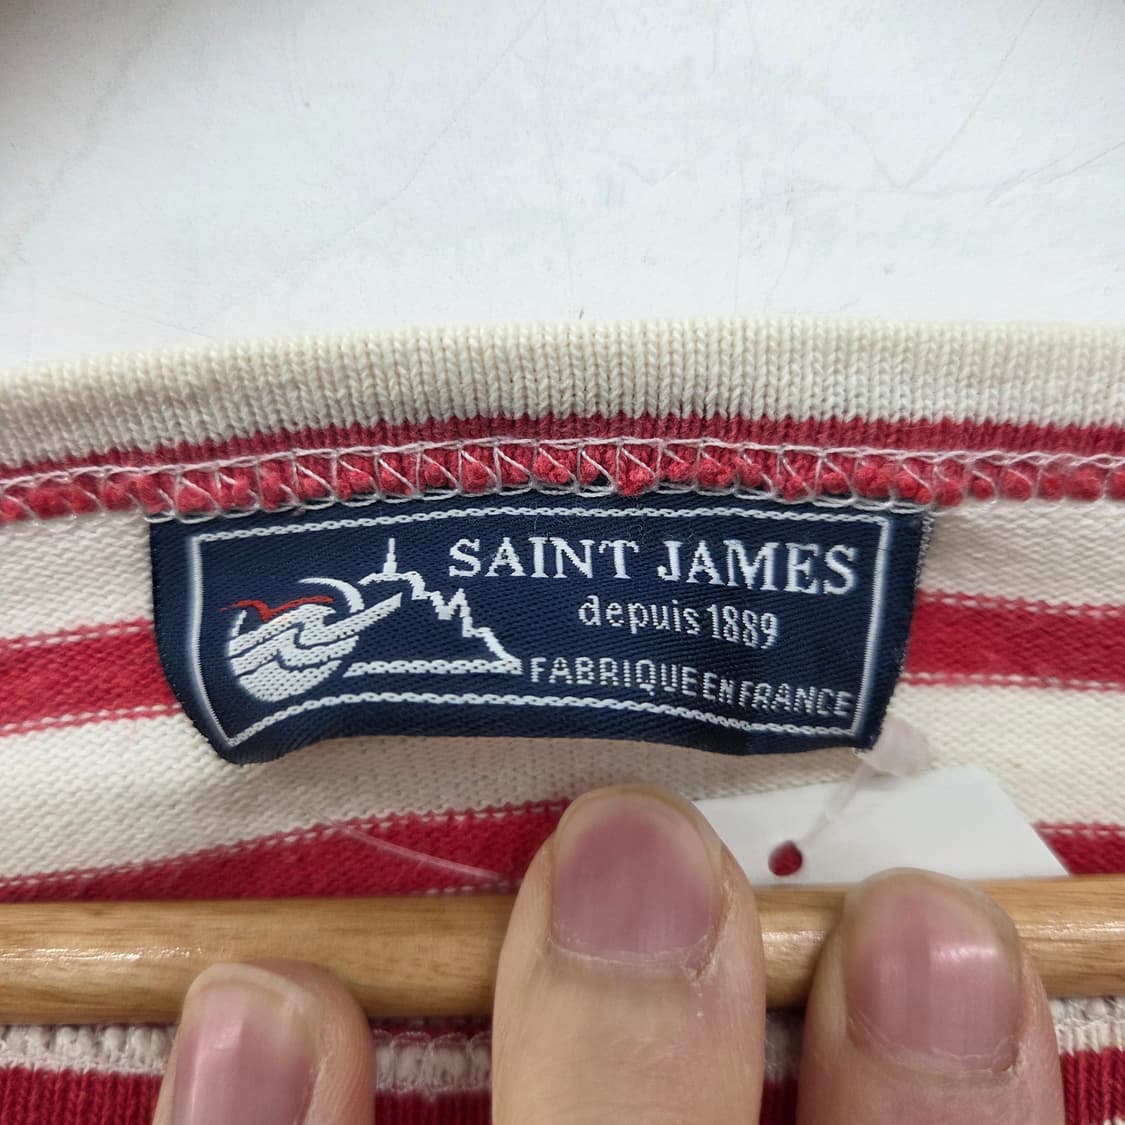 SAINT JAMES
depuis 1889
FABRIQUE EN FRANCE